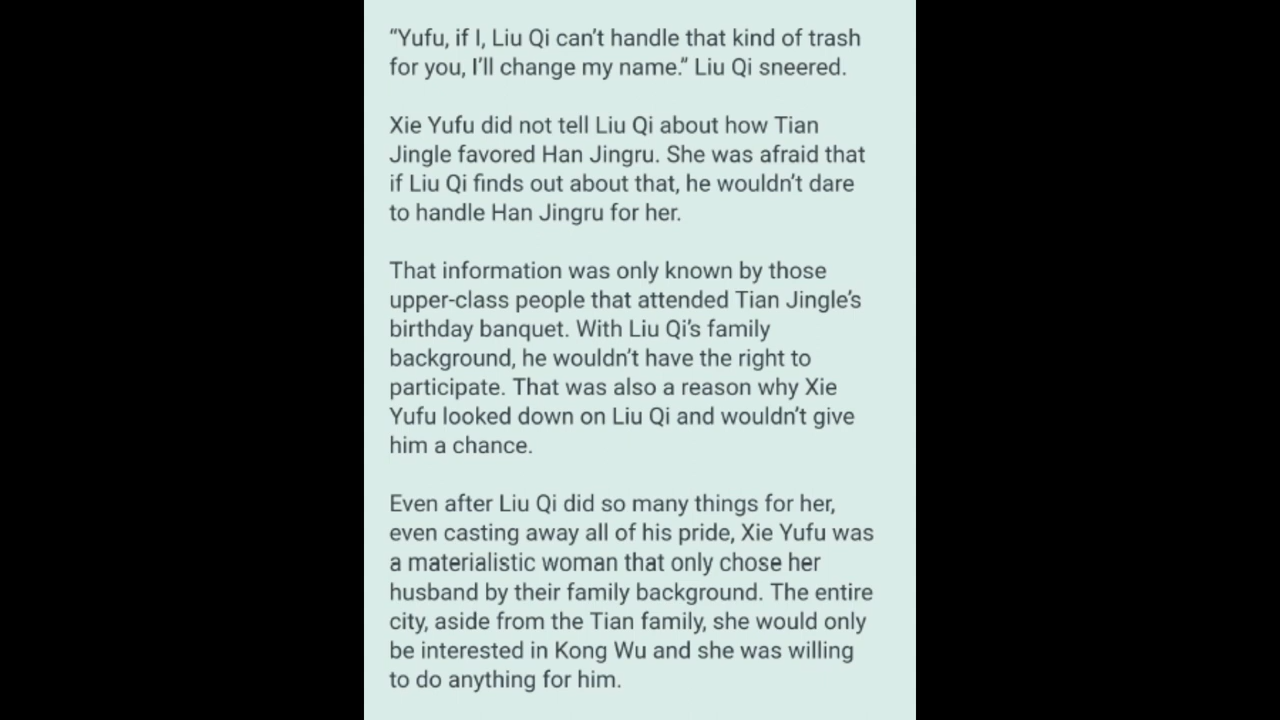 “Yufu, if I, Liu Qi can’t handle that kind of trash
for you, I’ll change my name.” Liu Qi sneered.
Xie Yufu did not tell Liu Qi about how Tian
Jingle favored Han Jingru. She was afraid that
if Liu Qi finds out about that, he wouldn’t dare
to handle Han Jingru for her.
That information was only known by those
upper-class people that attended Tian Jingle’s
birthday banquet. With Liu Qi’s family
background, he wouldn’t have the right to
participate. That was also a reason why Xie
Yufu looked down on Liu Qi and wouldn’t give
him a chance.
Even after Liu Qi did so many things for her,
even casting away all of his pride, Xie Yufu was
a materialistic woman that only chose her
husband by their family background. The entire
city, aside from the Tian family, she would only
be interested in Kong Wu and she was willing
to do anything for him.